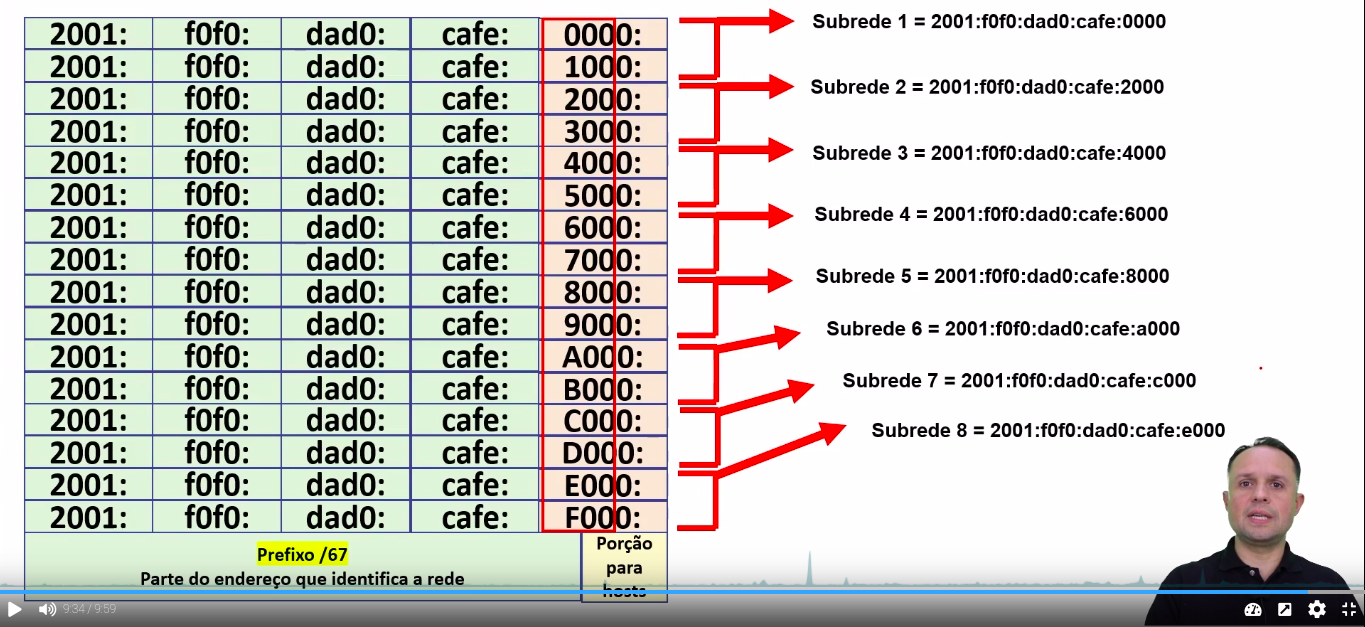 2001: f0f0: dad0: cafe: 0000:
2001: f0f0: dad0: cafe: 1000:
2001: f0f0: dad0: cafe: 2000:
2001: f0f0: dad0: cafe: 3000:
2001: f0f0: dad0: cafe: 4000:
2001: f0f0: dad0: cafe: 5000:
2001: f0f0: dad0: cafe: 6000:
2001: f0f0: dad0: cafe: 7000:
2001: f0f0: dad0: cafe: 8000:
2001: f0f0: dad0: cafe: 9000:
2001: f0f0: dad0: cafe: A000:
2001: f0f0: dad0: cafe: B000:
2001: f0f0: dad0: cafe: C000:
2001: f0f0: dad0: cafe: D000:
2001: f0f0: dad0: cafe: E000:
2001: f0f0: dad0: cafe: F000:
Prefixo /67
Parte do endereço que identifica a rede
Porção
para
hosts
Subrede 1 = 2001:f0f0:dad0:cafe:0000
Subrede 2 = 2001:f0f0:dad0:cafe:2000
Subrede 3 = 2001:f0f0:dad0:cafe:4000
Subrede 4 = 2001:f0f0:dad0:cafe:6000
Subrede 5 = 2001:f0f0:dad0:cafe:8000
Subrede 6 = 2001:f0f0:dad0:cafe:a000
Subrede 7 = 2001:f0f0:dad0:cafe:c000
Subrede 8 = 2001:f0f0:dad0:cafe:e000
9:34 / 9:59